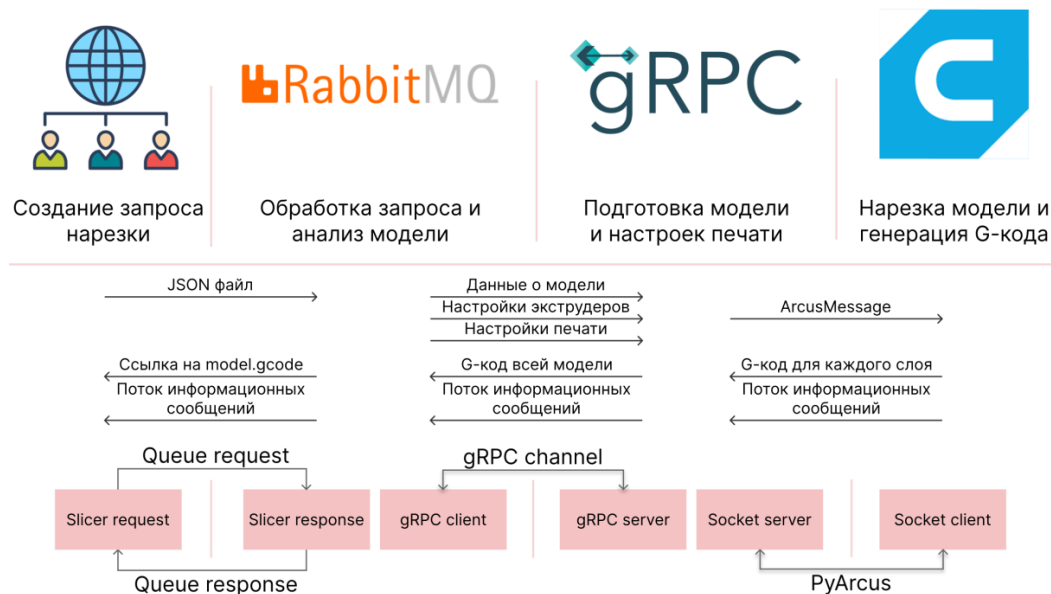 RabbitMQ
gRPC
Создание запроса
нарезки
Обработка запроса и
анализ модели
Подготовка модели
и настроек печати
Нарезка модели и
генерация G-кода
JSON файл
Данные о модели
Настройки экструдеров
Настройки печати
ArcusMessage
Ссылка на model.gcode
G-код всей модели
G-код для каждого слоя
Поток информационных
сообщений
Поток информационных
сообщений
Поток информационных
сообщений
Queue request
gRPC channel
Slicer request
Slicer response
gRPC client
gRPC server
Socket server
Socket client
Queue response
PyArcus